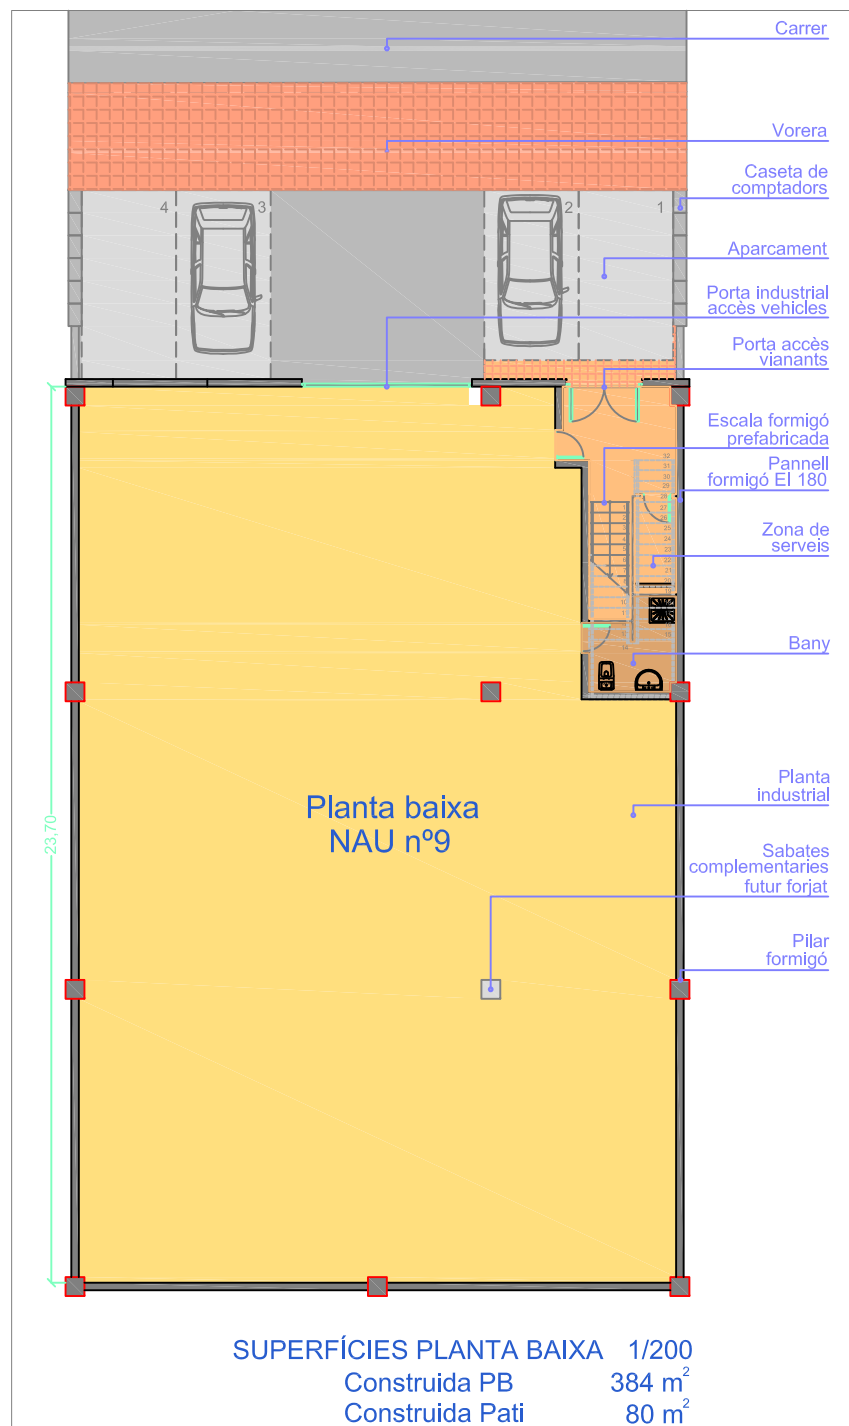 Carrer
Vorera
Caseta de
comptadors
4
3
2
1
Aparcament
Porta industrial
accès vehicles
Porta accès
vianants
Escala formigó
prefabricada
Pannell
formigó EI 180
Zona de
serveis
Bany
Planta
industrial
Planta baixa
NAU nº9
23,70
Sabates
complementaries
futur forjat
Pilar
formigó
SUPERFÍCIES PLANTA BAIXA 1/200
Construida PB 384 m²
Construida Pati 80 m²